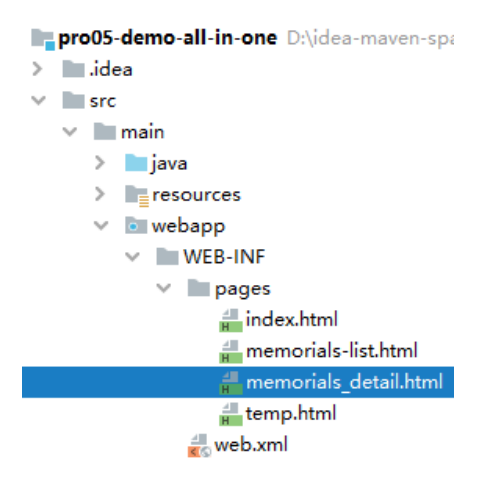 pro05-demo-all-in-one D:\idea-maven-spa
.idea
src
main
java
resources
webapp
WEB-INF
pages
index.html
memorials-list.html
memorials_detail.html
temp.html
web.xml